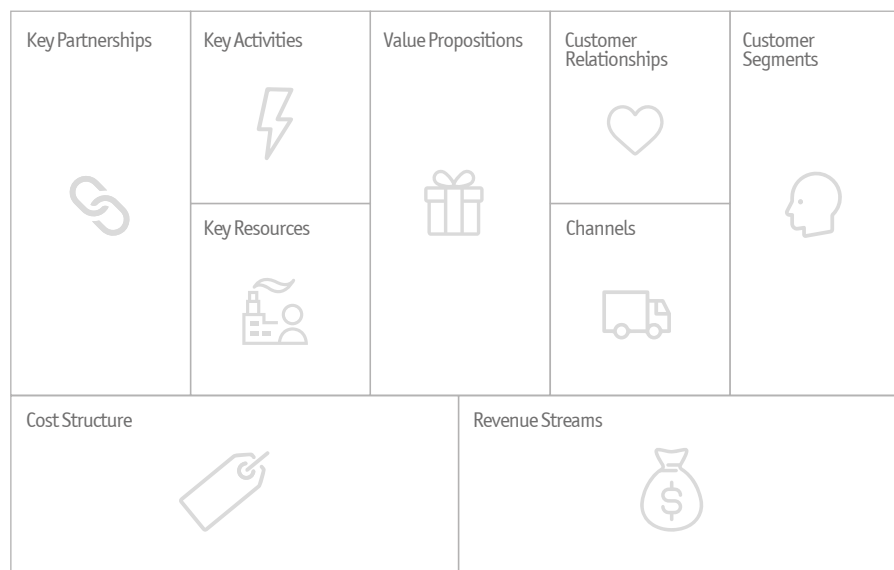 Key Partnerships
Key Activities
Value Propositions
Customer
Relationships
Customer
Segments
Key Resources
Channels
Cost Structure
Revenue Streams
$